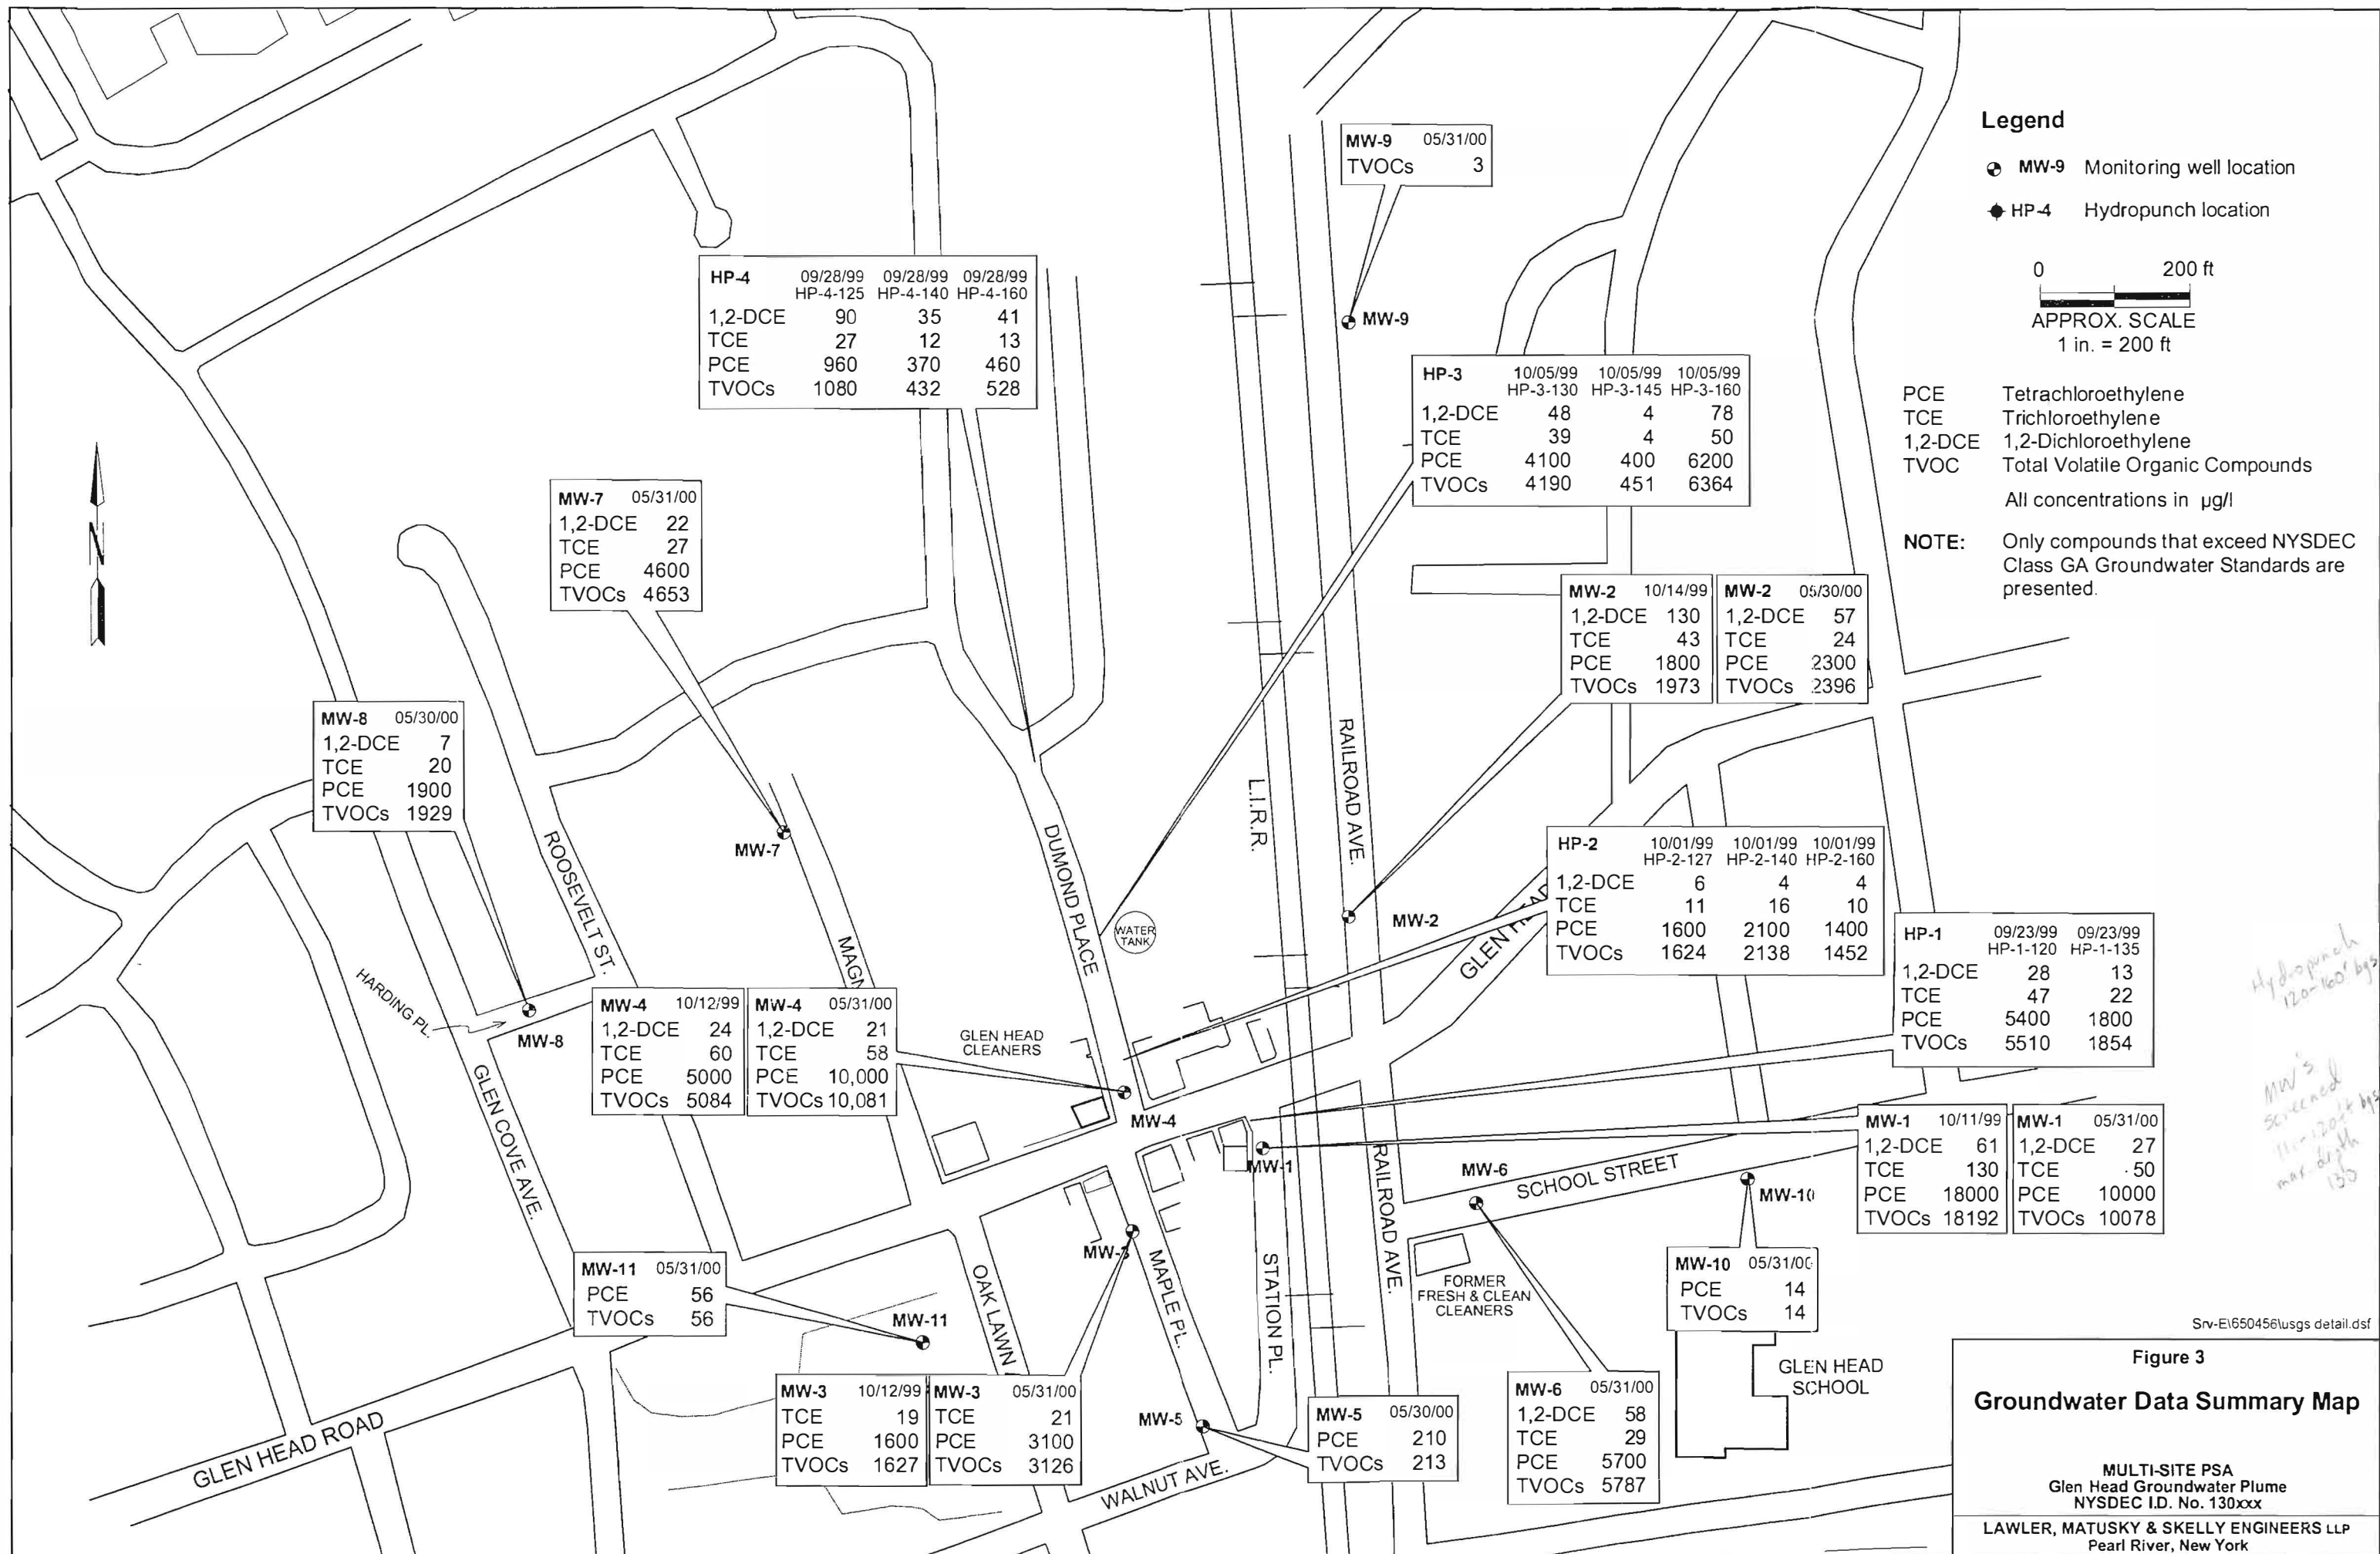 Legend
MW-9 Monitoring well location
HP-4 Hydropunch location
0 200 ft
APPROX. SCALE
1 in. = 200 ft
PCE Tetrachloroethylene
TCE Trichloroethylene
1,2-DCE 1,2-Dichloroethylene
TVOC Total Volatile Organic Compounds
All concentrations in µg/l
NOTE: Only compounds that exceed NYSDEC
Class GA Groundwater Standards are
presented.
MW-9 05/31/00
TVOCs 3
MW-9
HP-4 09/28/99 09/28/99 09/28/99
HP-4-125 HP-4-140 HP-4-160
1,2-DCE 90 35 41
TCE 27 12 13
PCE 960 370 460
TVOCs 1080 432 528
HP-3 10/05/99 10/05/99 10/05/99
HP-3-130 HP-3-145 HP-3-160
1,2-DCE 48 4 78
TCE 39 4 50
PCE 4100 400 6200
TVOCs 4190 451 6364
N
MW-7 05/31/00
1,2-DCE 22
TCE 27
PCE 4600
TVOCs 4653
MW-2 10/14/99
1,2-DCE 130
TCE 43
PCE 1800
TVOCs 1973
MW-2 05/30/00
1,2-DCE 57
TCE 24
PCE 2300
TVOCs 2396
MW-8 05/30/00
1,2-DCE 7
TCE 20
PCE 1900
TVOCs 1929
MW-7
ROOSEVELT ST.
DUMOND PLACE
WATER
TANK
L.I.R.R.
RAILROAD AVE.
MW-2
HP-2 10/01/99 10/01/99 10/01/99
HP-2-127 HP-2-140 HP-2-160
1,2-DCE 6 4 4
TCE 11 16 10
PCE 1600 2100 1400
TVOCs 1624 2138 1452
GLEN HEAD
MAGN
HARDING PL.
MW-8
GLEN COVE AVE.
HP-1 09/23/99 09/23/99
HP-1-120 HP-1-135
1,2-DCE 28 13
TCE 47 22
PCE 5400 1800
TVOCs 5510 1854
Hydropunch
120-160' bgs
MW's
screened
max depth
MW-4 10/12/99
1,2-DCE 24
TCE 60
PCE 5000
TVOCs 5084
MW-4 05/31/00
1,2-DCE 21
TCE 58
PCE 10,000
TVOCs 10,081
GLEN HEAD
CLEANERS
MW-4
MW-1
MW-1 10/11/99
1,2-DCE 61
TCE 130
PCE 18000
TVOCs 18192
MW-1 05/31/00
1,2-DCE 27
TCE 50
PCE 10000
TVOCs 10078
MW-6
SCHOOL STREET
MW-10
RAILROAD AVE.
MW-3
MAPLE PL.
STATION PL.
OAK LAWN
FORMER
FRESH & CLEAN
CLEANERS
MW-10 05/31/00
PCE 14
TVOCs 14
MW-11 05/31/00
PCE 56
TVOCs 56
MW-11
GLEN HEAD
SCHOOL
MW-3 10/12/99
TCE 19
PCE 1600
TVOCs 1627
MW-3 05/31/00
TCE 21
PCE 3100
TVOCs 3126
MW-5
MW-5 05/30/00
PCE 210
TVOCs 213
MW-6 05/31/00
1,2-DCE 58
TCE 29
PCE 5700
TVOCs 5787
GLEN HEAD ROAD
WALNUT AVE.
Srv-E\650456\usgs detail.dsf
Figure 3
Groundwater Data Summary Map
MULTI-SITE PSA
Glen Head Groundwater Plume
NYSDEC I.D. No. 130xxx
LAWLER, MATUSKY & SKELLY ENGINEERS LLP
Pearl River, New York